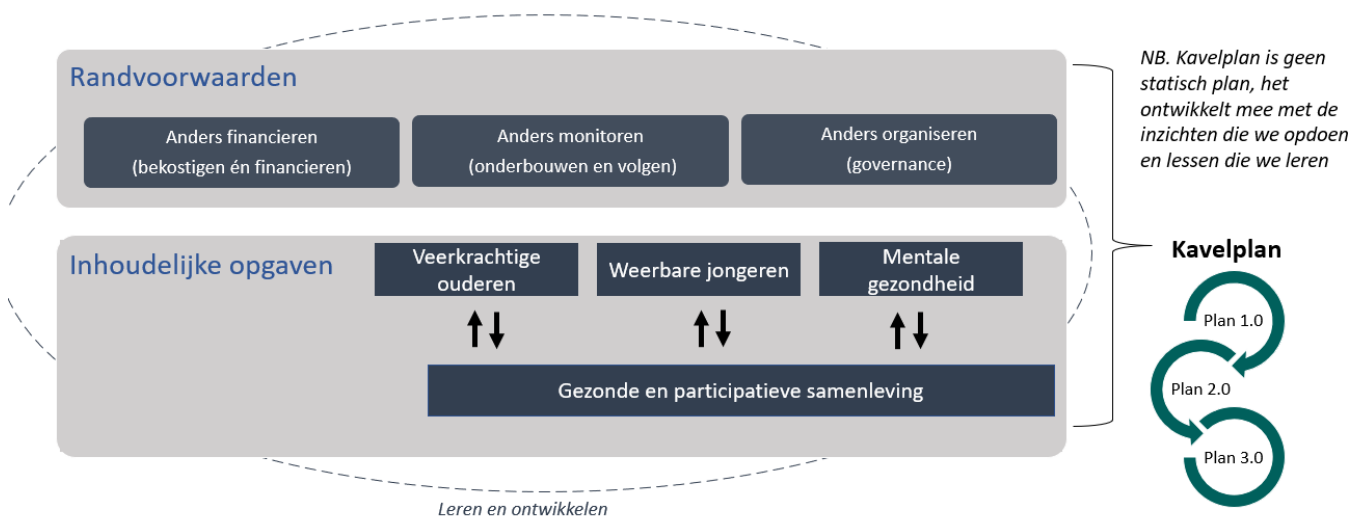 Randvoorwaarden
Anders financieren
(bekostigen én financieren)
Anders monitoren
(onderbouwen en volgen)
Anders organiseren
(governance)
Inhoudelijke opgaven
Veerkrachtige
ouderen
Weerbare jongeren
Mentale
gezondheid
Gezonde en participatieve samenleving
Leren en ontwikkelen
NB. Kavelplan is geen
statisch plan, het
ontwikkelt mee met de
inzichten die we opdoen
en lessen die we leren
Kavelplan
Plan 1.0
Plan 2.0
Plan 3.0